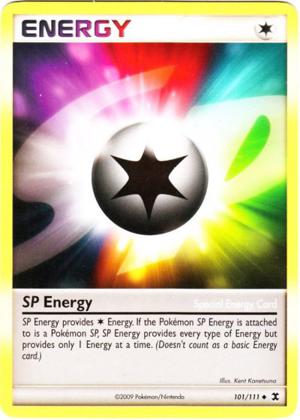 ENERGY
SP Energy
Special Energy Card
SP Energy provides ✶ Energy. If the Pokémon SP Energy is attached
to is a Pokémon SP, SP Energy provides every type of Energy but
provides only 1 Energy at a time. (Doesn't count as a basic Energy
card.)
Illus. Kent Kanetsuna
©2009 Pokémon/Nintendo
101/111 ◆